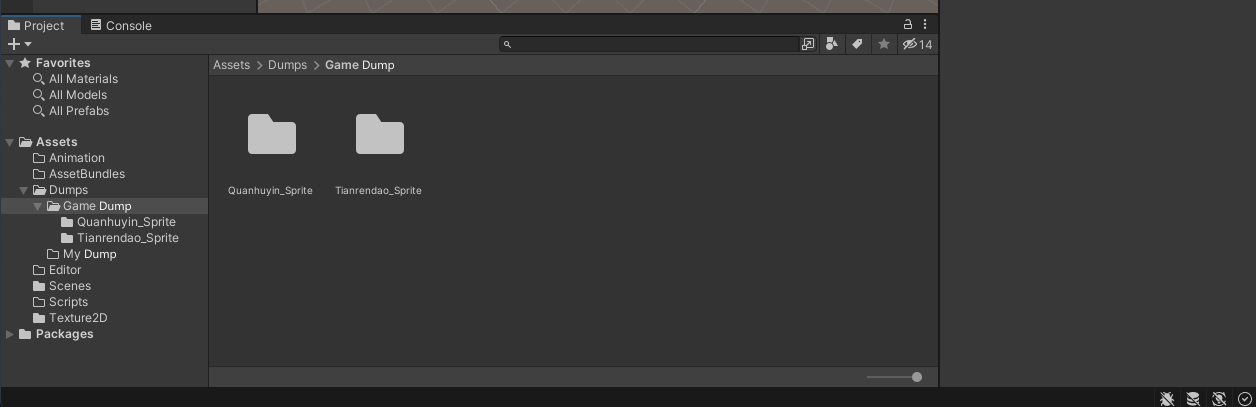 Project
Console
14
Favorites
All Materials
All Models
All Prefabs
Assets
Animation
AssetBundles
Dumps
Game Dump
Quanhuyin_Sprite
Tianrendao_Sprite
My Dump
Editor
Scenes
Scripts
Texture2D
Packages
Assets > Dumps > Game Dump
Quanhuyin_Sprite
Tianrendao_Sprite